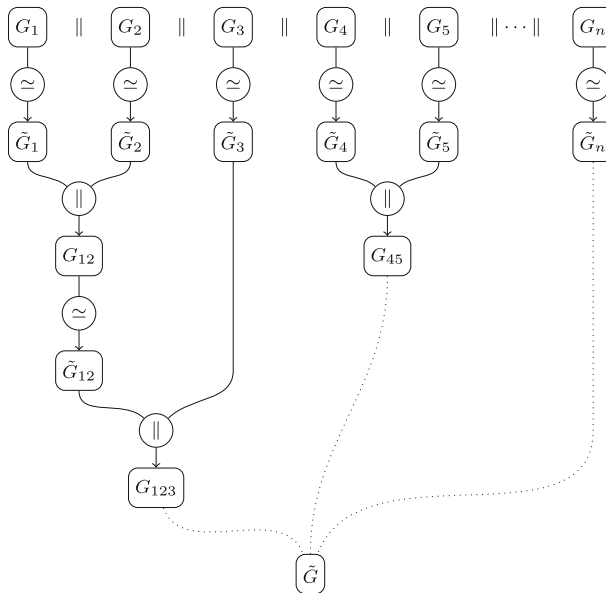 G₁ ∥ G₂ ∥ G₃ ∥ G₄ ∥ G₅ ∥ ⋯ ∥ Gₙ
≃ ≃ ≃ ≃ ≃ ≃
G̃₁ G̃₂ G̃₃ G̃₄ G̃₅ G̃ₙ
∥ ∥
G₁₂ G₄₅
≃
G̃₁₂
∥
G₁₂₃
G̃